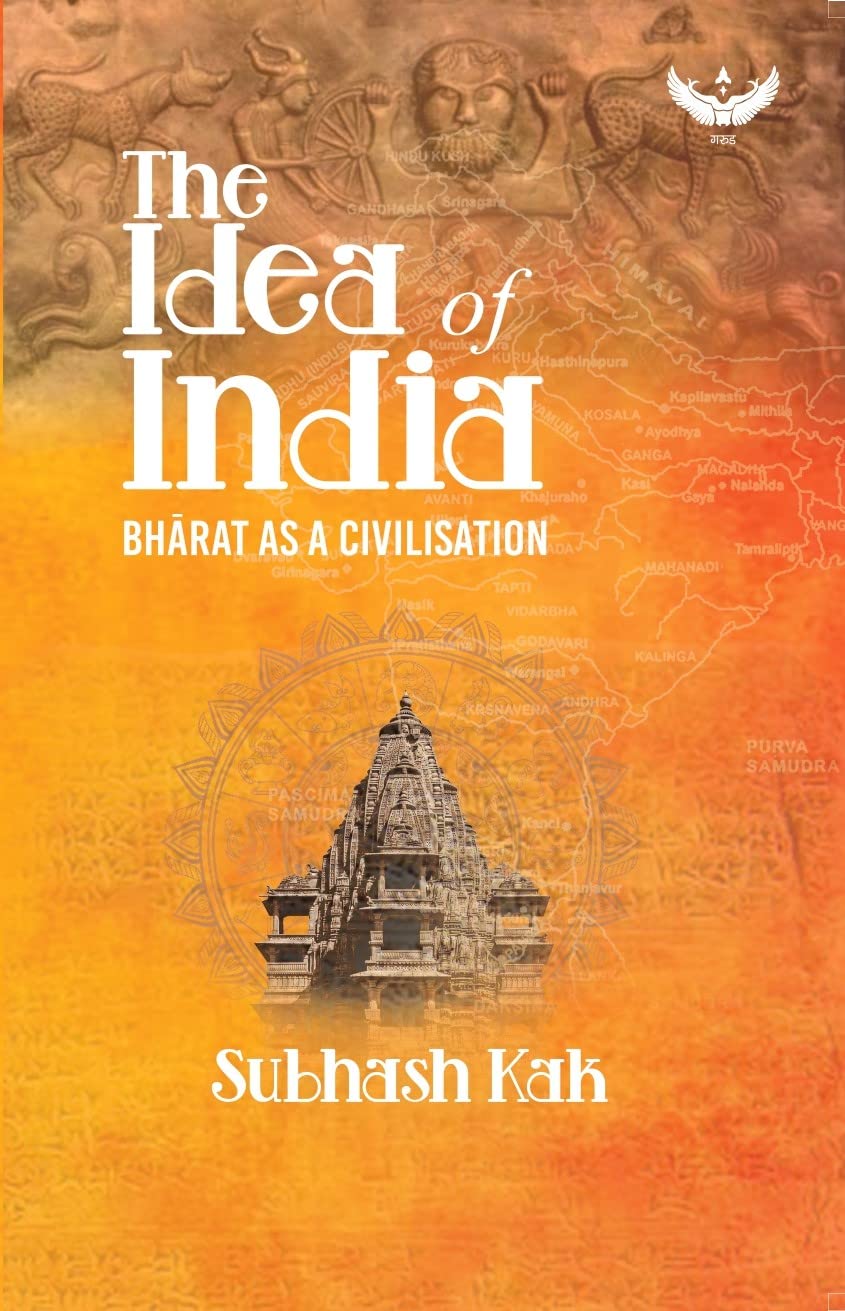 गरुड
The
Idea of
India
BHĀRAT AS A CIVILISATION
HINDU KUSH
GANDHARA
Srinagara
HIMAVAT
KURU
Hasthinapura
YAMUNA
KOSALA
Kapilavastu
Mithila
Ayodhya
GANGA
MAGADHA
Kasi
Nalanda
Gaya
AVANTI
Khajuraho
Tamralipti
Girinagara
MAHANADI
TAPTI
Nasik
VIDARBHA
GODAVARI
KALINGA
KRSNAVENA
ANDHRA
PURVA
SAMUDRA
PASCIMA
SAMUDRA
Kanci
Thanjavur
Subhash Kak